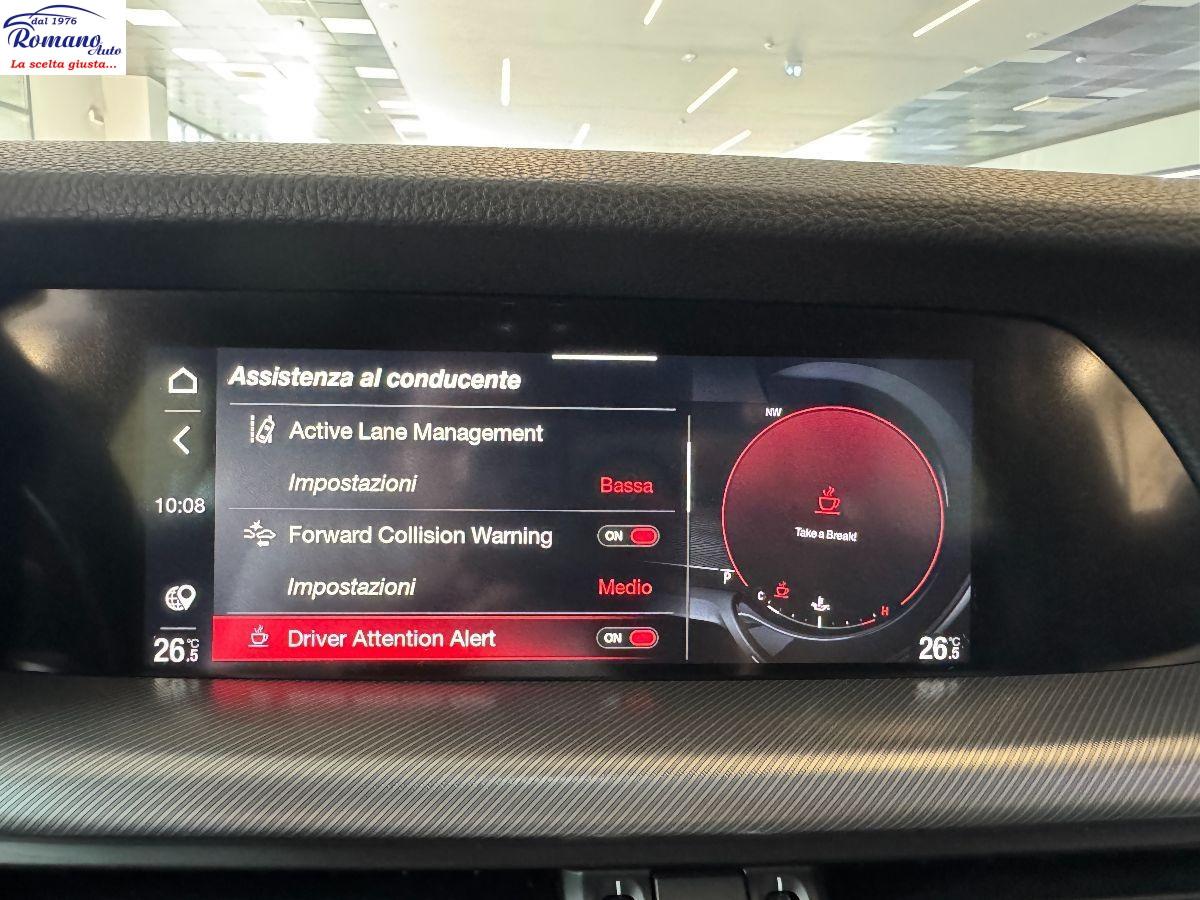 dal 1976
Romano Auto
La scelta giusta...
Assistenza al conducente
Active Lane Management
Impostazioni Bassa
10:08
Forward Collision Warning ON
Impostazioni Medio
Driver Attention Alert ON
26.5°C
NW
Take a Break!
P
C H
26.5°C